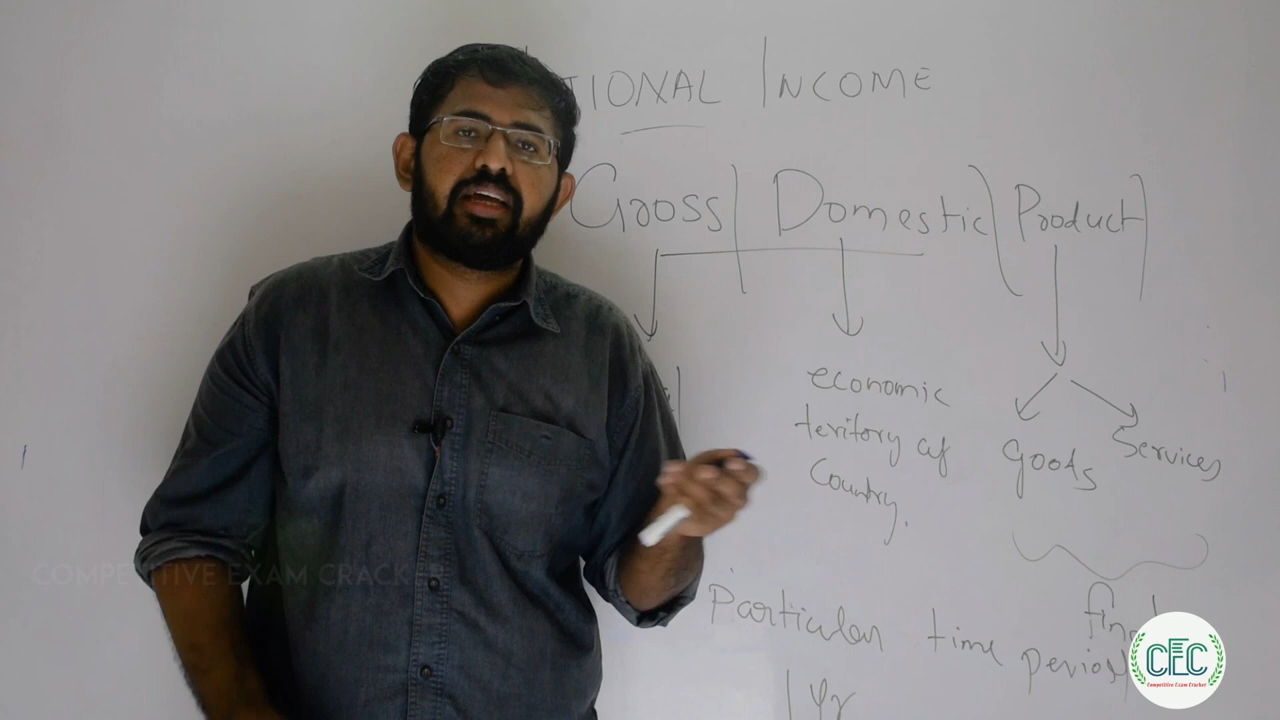 TIONAL INCOME
Gross Domestic Product
economic
teritory of
Country.
Goods Services
COMPETITIVE EXAM CRACKER
Particular time period
1 yr
CEC
Competitive Exam Cracker